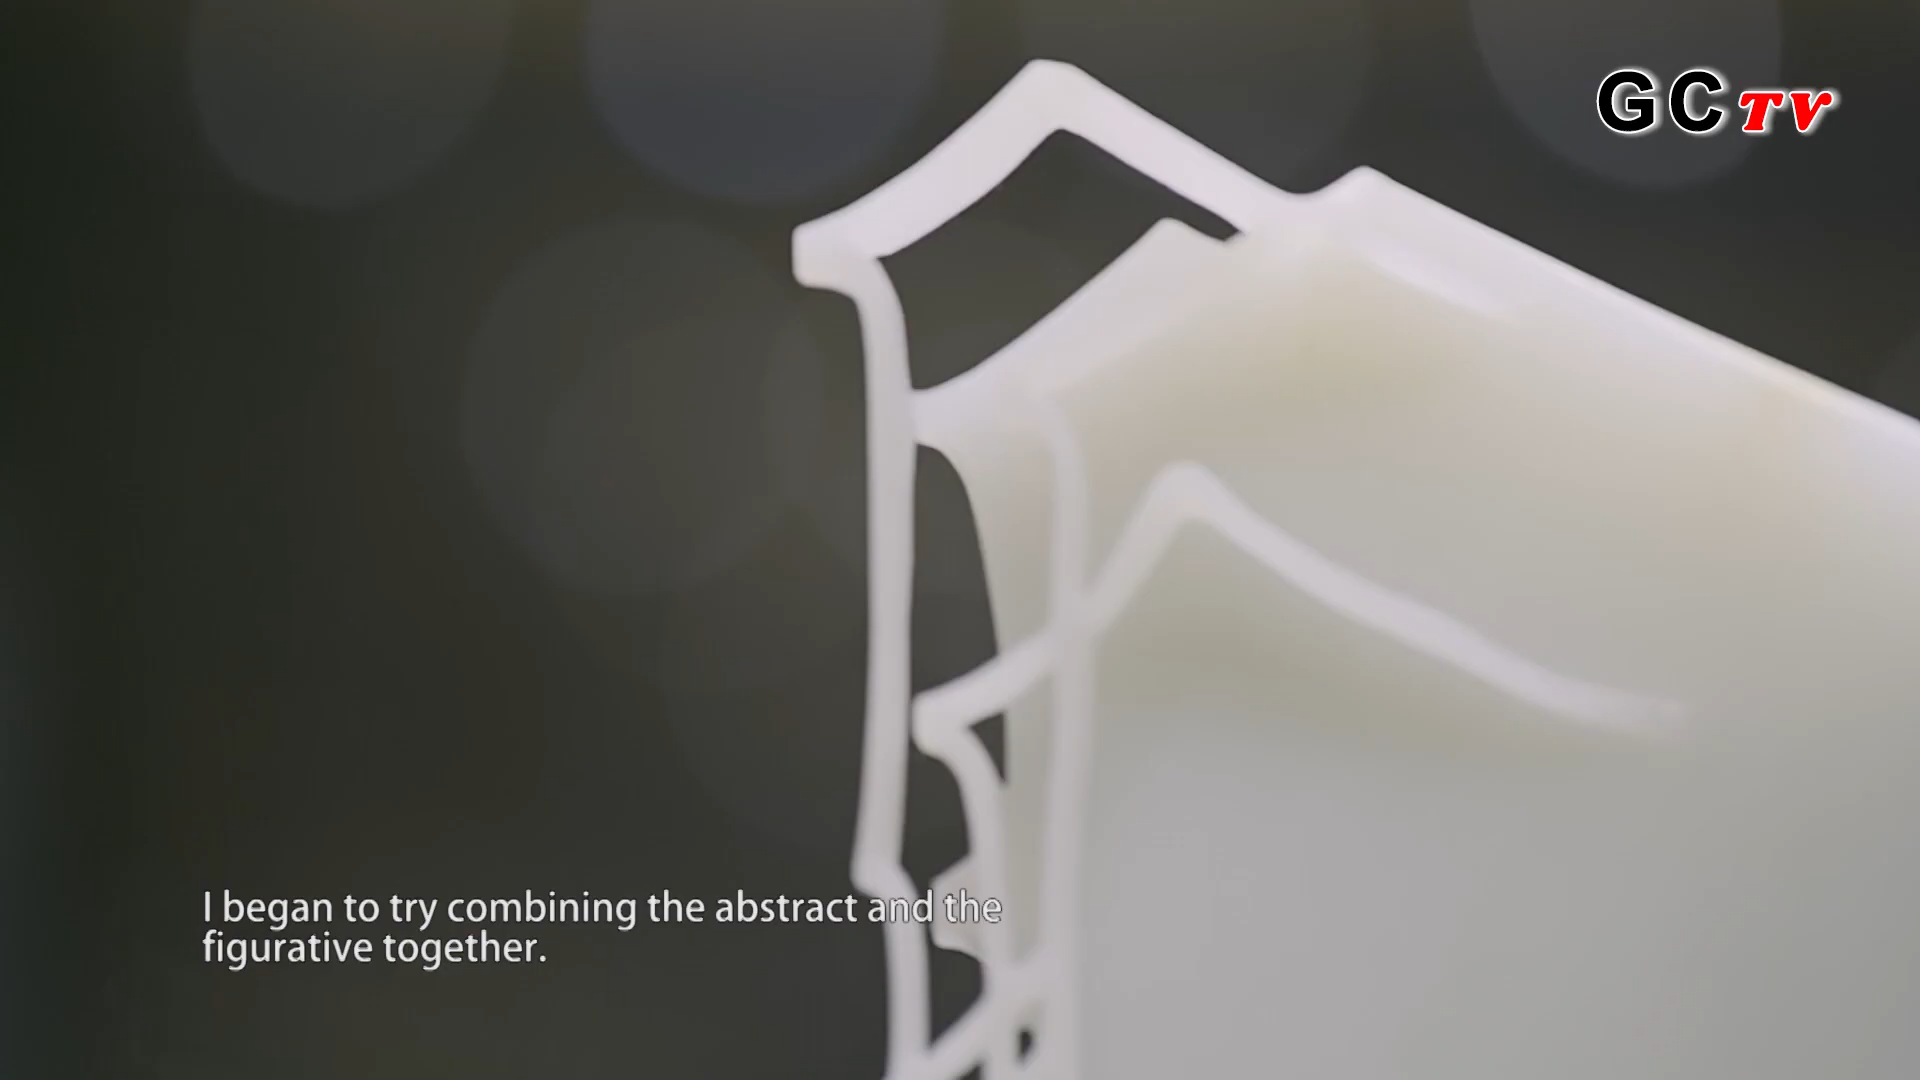 GCTV
I began to try combining the abstract and the
figurative together.